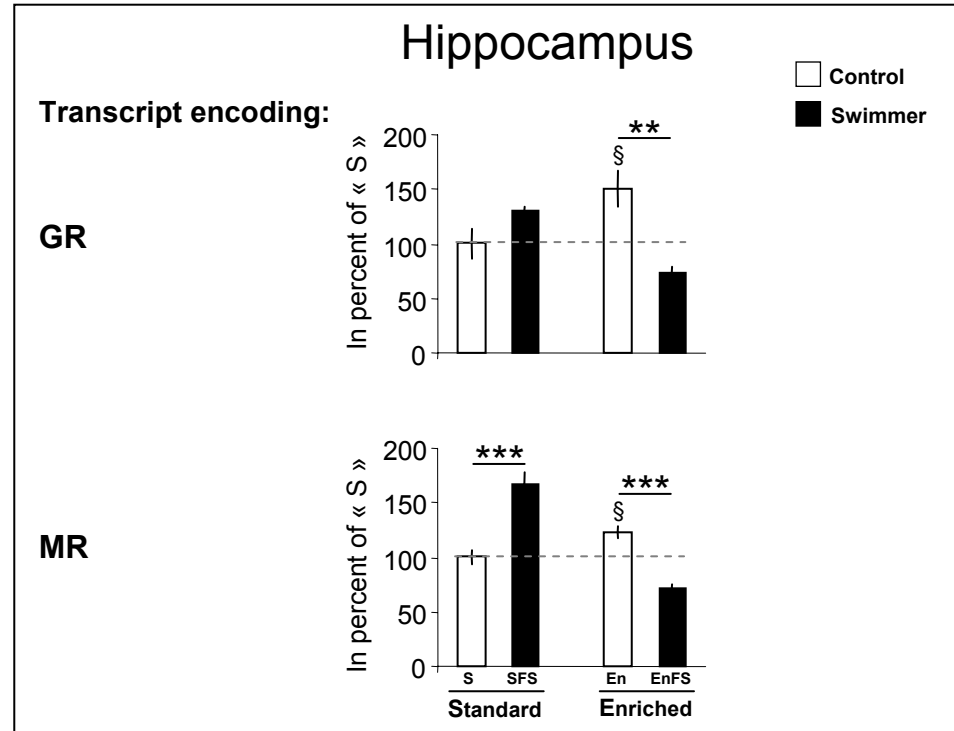 Hippocampus
Control
Swimmer
Transcript encoding:
GR
In percent of « S »
200
150
100
50
0
§
**
MR
In percent of « S »
200
150
100
50
0
***
§
***
S SFS En EnFS
Standard Enriched